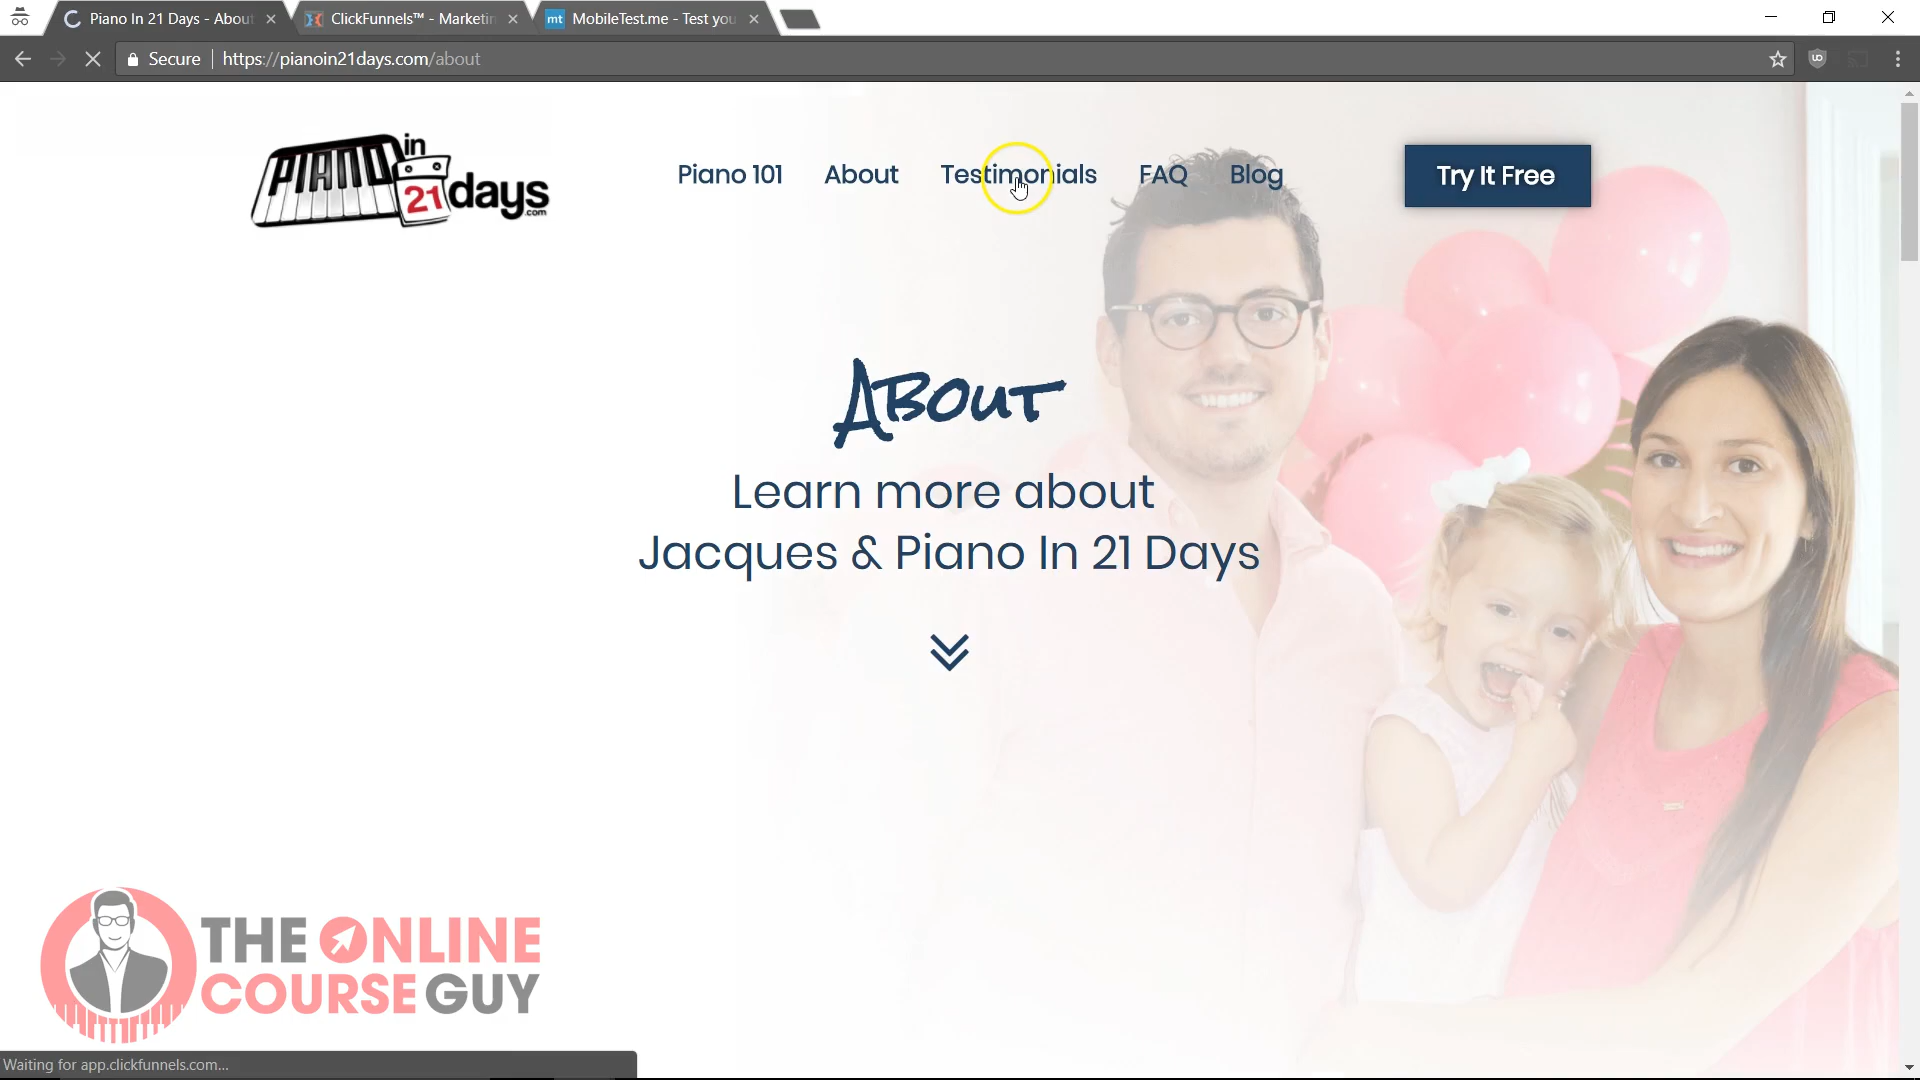 Piano In 21 Days - About
ClickFunnels™ - Marketin
mt
MobileTest.me - Test you
Secure
https://pianoin21days.com/about
PIANO in 21 days .com
Piano 101
About
Testimonials
FAQ
Blog
Try It Free
About
Learn more about
Jacques & Piano In 21 Days
THE ONLINE
COURSE GUY
Waiting for app.clickfunnels.com...